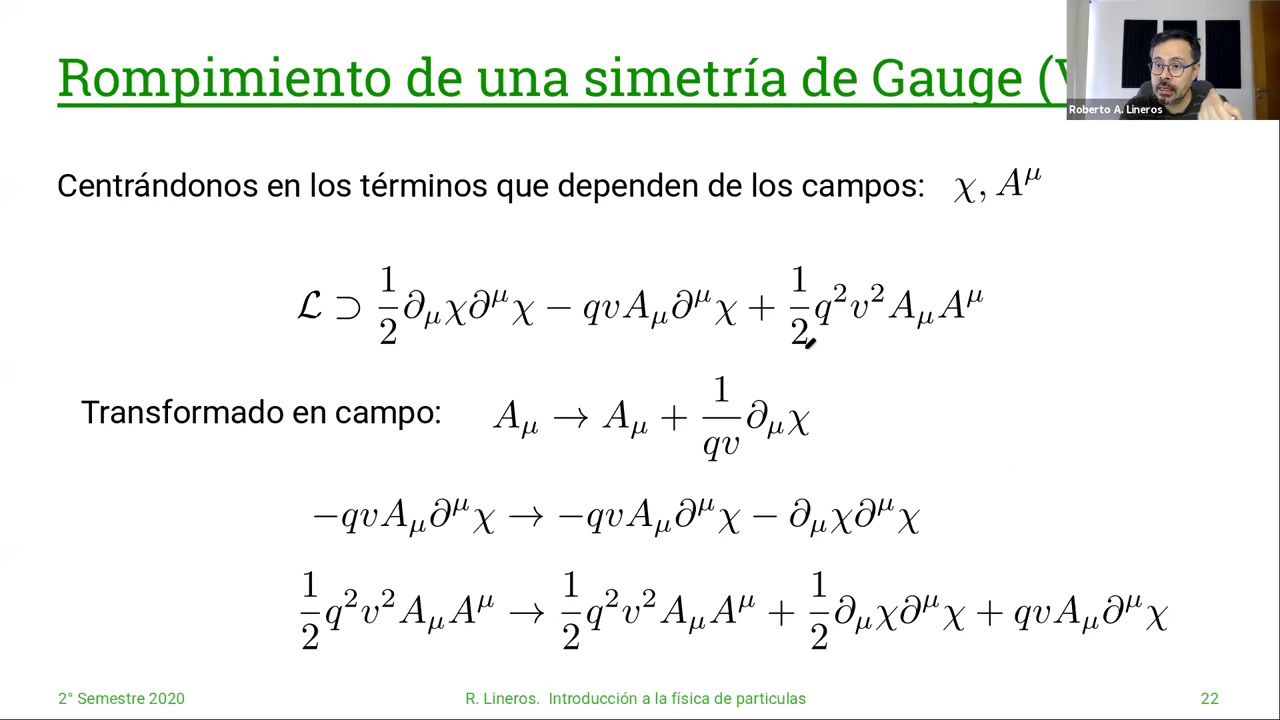 Rompimiento de una simetría de Gauge (
Roberto A. Lineros
Centrándonos en los términos que dependen de los campos: χ, A^μ
ℒ ⊃ 1/2 ∂_μχ∂^μχ − qvA_μ∂^μχ + 1/2 q²v²A_μA^μ
Transformado en campo: A_μ → A_μ + 1/(qv) ∂_μχ
−qvA_μ∂^μχ → −qvA_μ∂^μχ − ∂_μχ∂^μχ
1/2 q²v²A_μA^μ → 1/2 q²v²A_μA^μ + 1/2 ∂_μχ∂^μχ + qvA_μ∂^μχ
2° Semestre 2020 R. Lineros. Introducción a la física de particulas 22